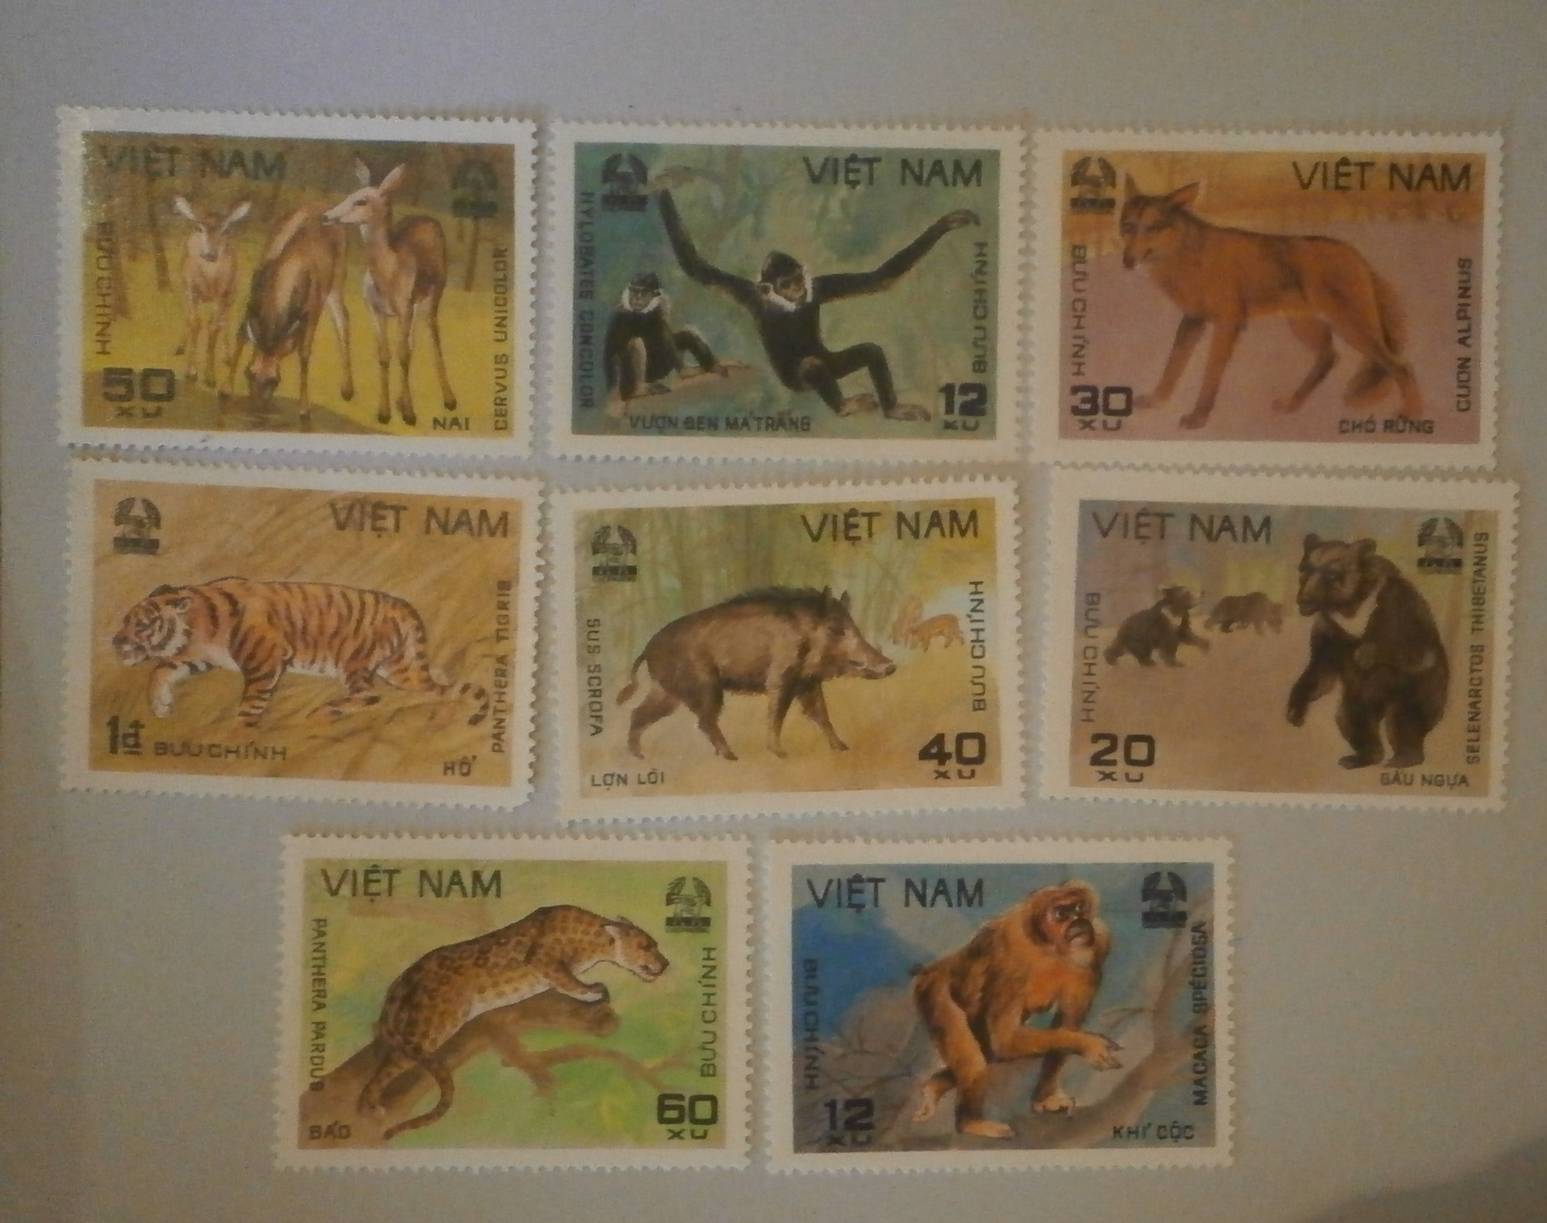 VIỆT NAM
BƯU CHÍNH
50
XU
NAI
CERVUS UNICOLOR
VIỆT NAM
HYLOBATES CONCOLOR
BƯU CHÍNH
VƯỢN ĐEN MÁ TRẮNG
12
XU
VIỆT NAM
BƯU CHÍNH
30
XU
CHÓ RỪNG
CUON ALPINUS
VIỆT NAM
PANTHERA TIGRIS
1đ BƯU CHÍNH
HỔ
VIỆT NAM
SUS SCROFA
BƯU CHÍNH
LỢN LÒI
40
XU
VIỆT NAM
BƯU CHÍNH
SELENARCTOS THIBETANUS
20
XU
GẤU NGỰA
VIỆT NAM
PANTHERA PARDUS
BƯU CHÍNH
BÁO
60
XU
VIỆT NAM
BƯU CHÍNH
MACACA SPÉCIOSA
12
XU
KHỈ CỘC